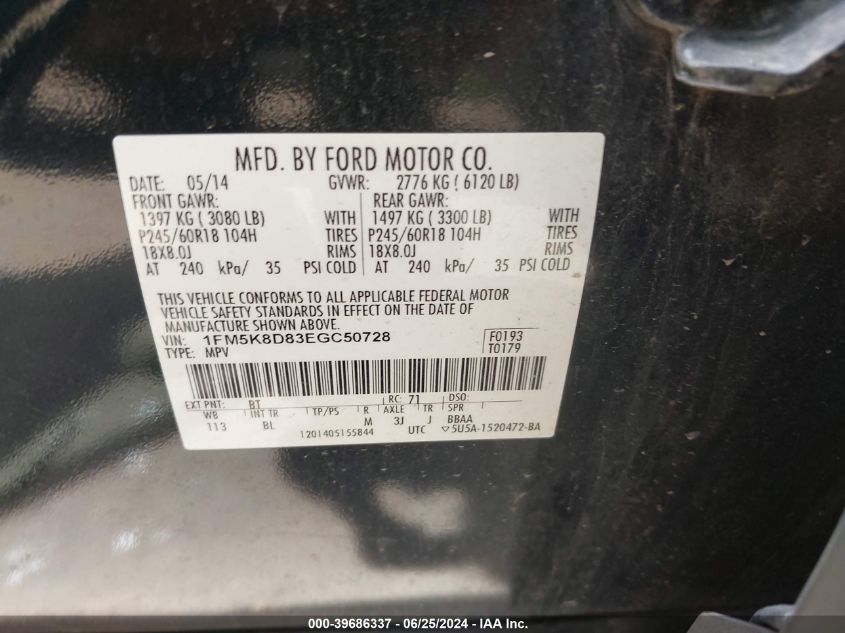 MFD. BY FORD MOTOR CO.
DATE: 05/14 GVWR: 2776 KG ( 6120 LB)
FRONT GAWR: REAR GAWR:
1397 KG ( 3080 LB) WITH 1497 KG ( 3300 LB) WITH
P245/60R18 104H TIRES P245/60R18 104H TIRES
18X8.0J RIMS 18X8.0J RIMS
AT 240 kPa/ 35 PSI COLD AT 240 kPa/ 35 PSI COLD
THIS VEHICLE CONFORMS TO ALL APPLICABLE FEDERAL MOTOR
VEHICLE SAFETY STANDARDS IN EFFECT ON THE DATE OF
MANUFACTURE SHOWN ABOVE.
VIN: 1FM5K8D83EGC50728 F0193
TYPE: MPV T0179
EXT PNT: BT RC: 71 DSO:
WB INT TR TP/PS R AXLE TR SPR
113 BL M 3J J BBAA
1201405155844 UTC ▽5U5A-1520472-BA
000-39686337 - 06/25/2024 - IAA Inc.